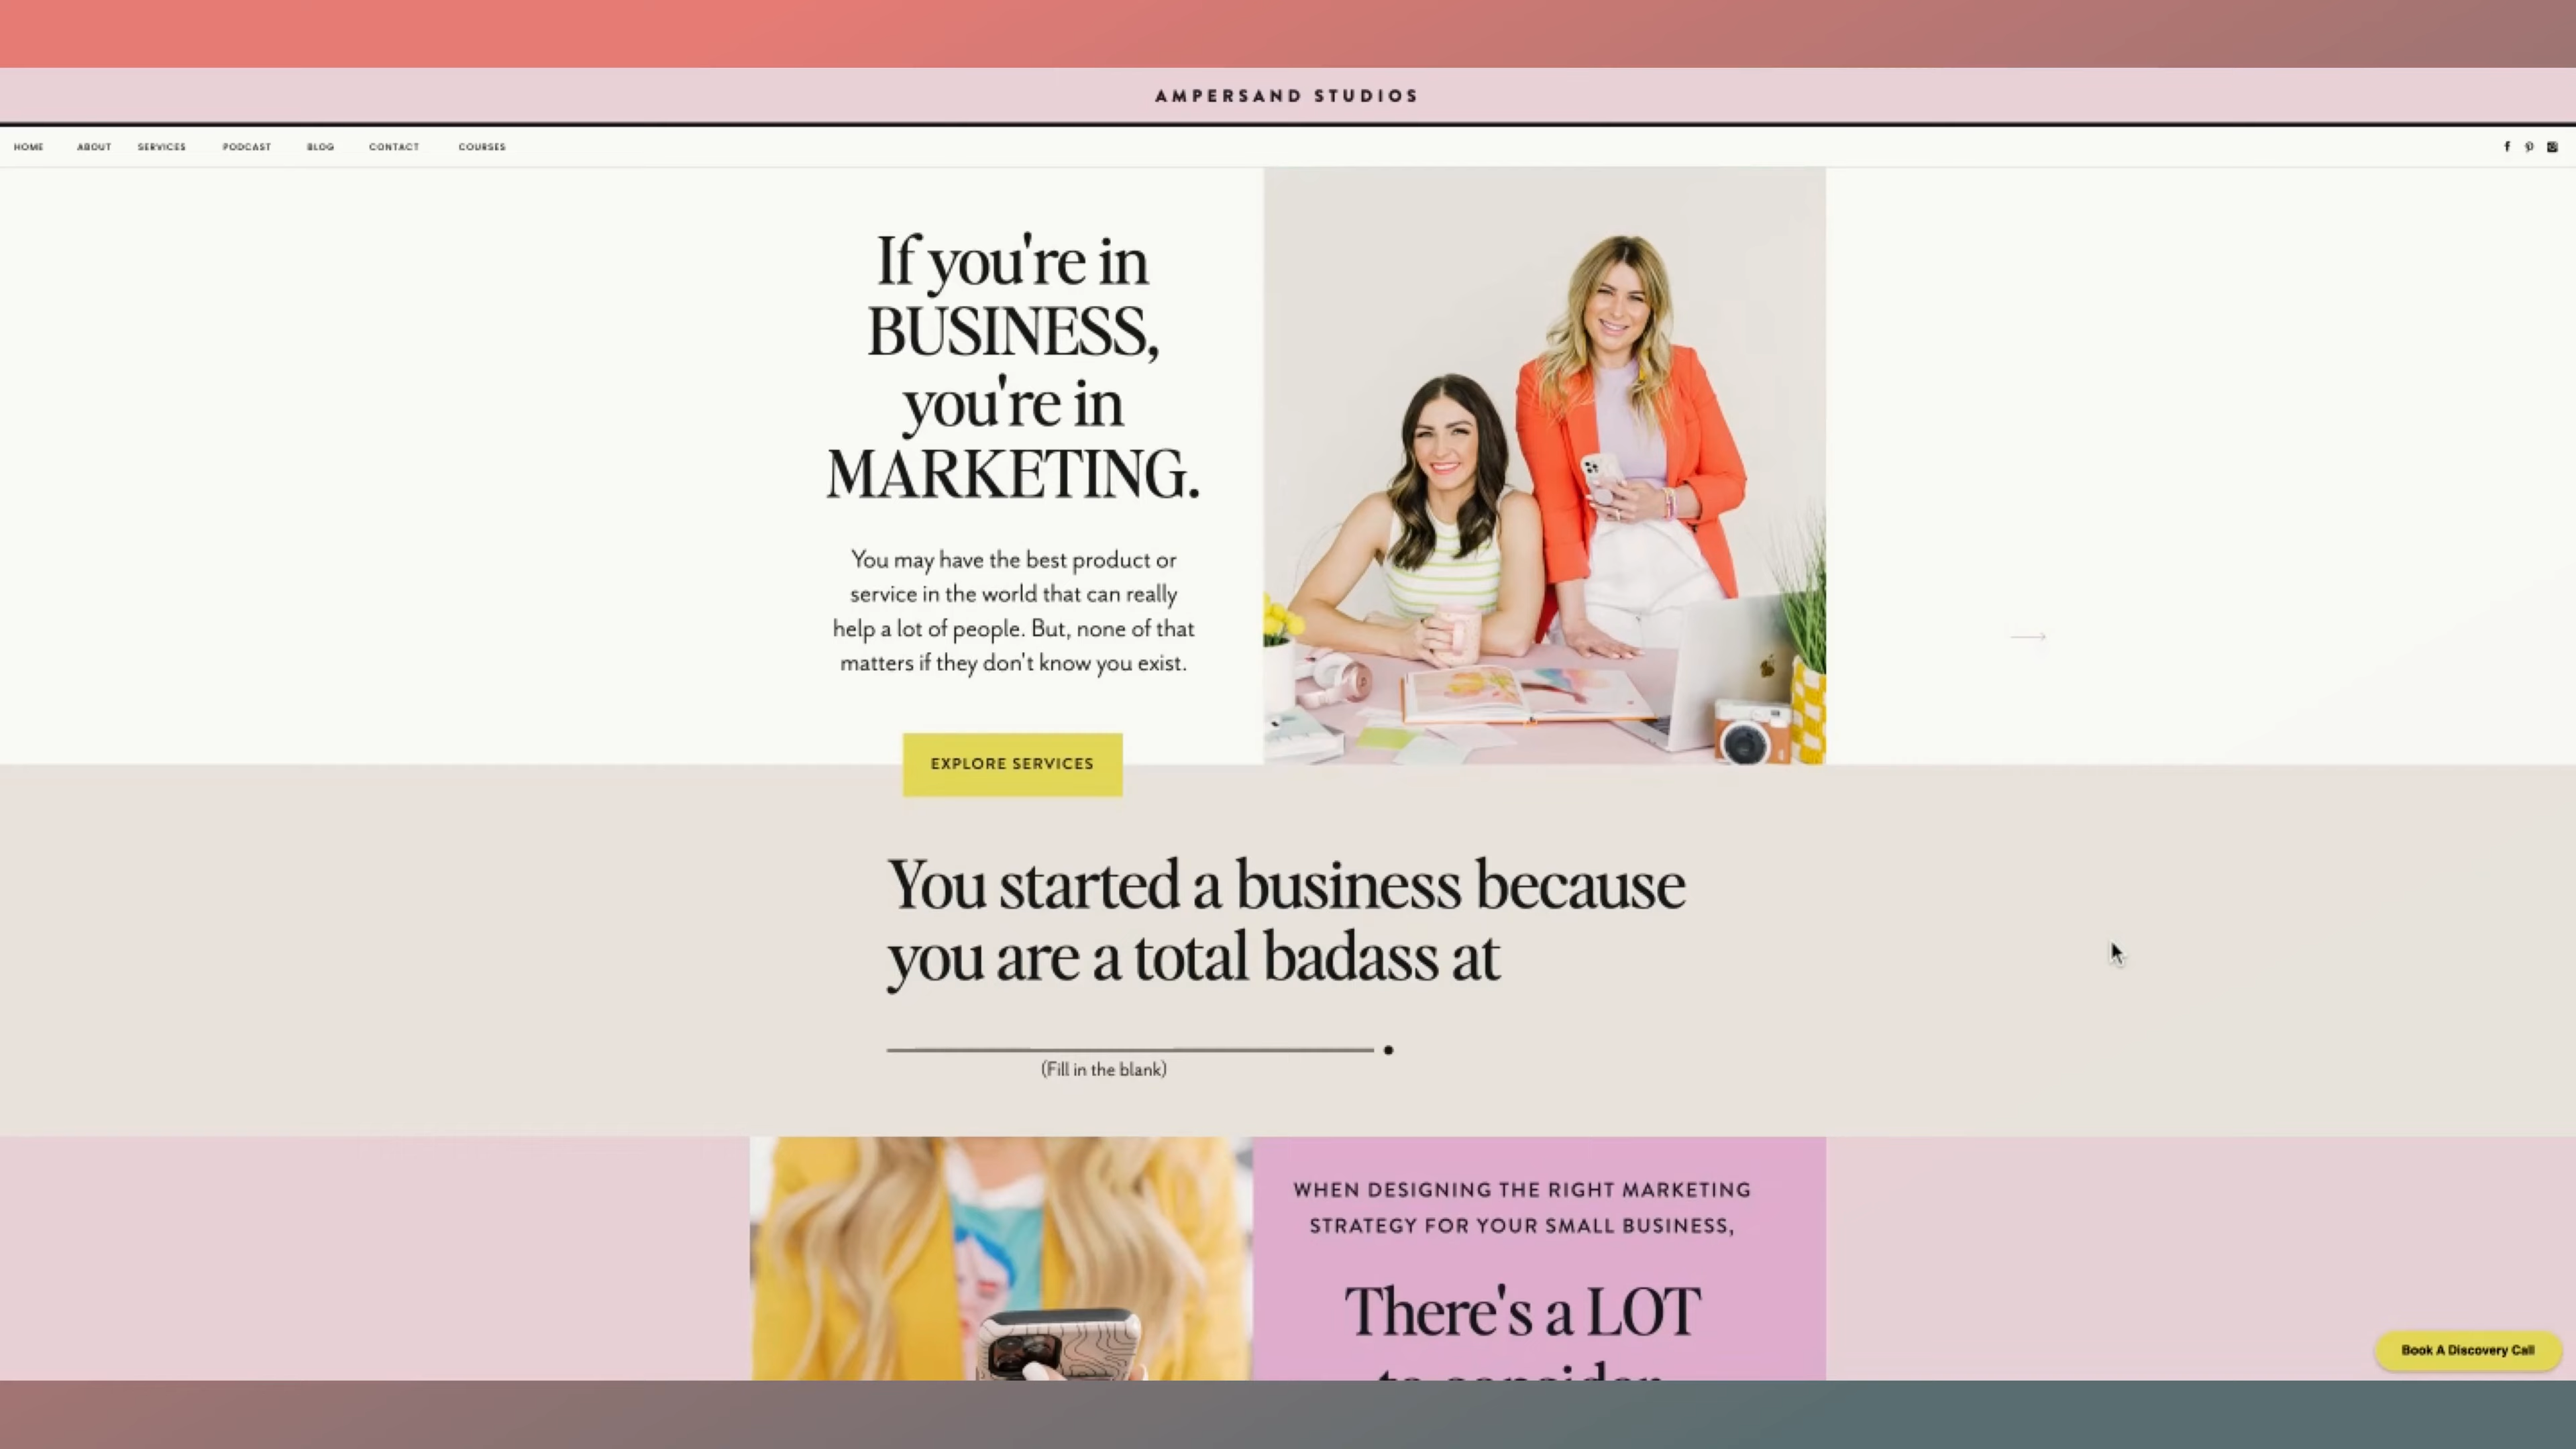 AMPERSAND STUDIOS
HOME ABOUT SERVICES PODCAST BLOG CONTACT COURSES
If you're in
BUSINESS,
you're in
MARKETING.
You may have the best product or
service in the world that can really
help a lot of people. But, none of that
matters if they don't know you exist.
EXPLORE SERVICES
You started a business because
you are a total badass at
(Fill in the blank)
WHEN DESIGNING THE RIGHT MARKETING
STRATEGY FOR YOUR SMALL BUSINESS,
There's a LOT
to consider
Book A Discovery Call